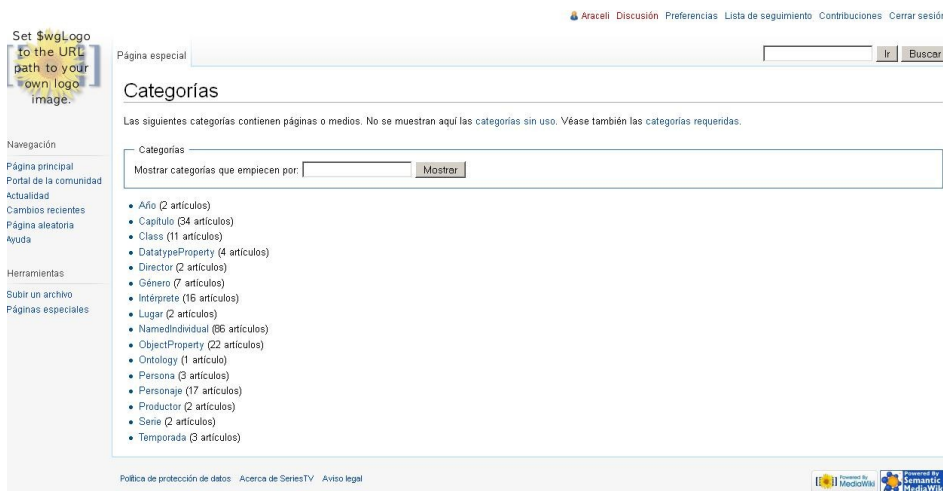 Araceli Discusión Preferencias Lista de seguimiento Contribuciones Cerrar sesión
Set $wgLogo
to the URL
path to your
own logo
image.
Página especial
Ir Buscar
Categorías
Las siguientes categorías contienen páginas o medios. No se muestran aquí las categorías sin uso. Véase también las categorías requeridas.
Categorías
Mostrar categorías que empiecen por: Mostrar
Navegación
Página principal
Portal de la comunidad
Actualidad
Cambios recientes
Página aleatoria
Ayuda
Herramientas
Subir un archivo
Páginas especiales
Año (2 artículos)
Capítulo (34 artículos)
Class (11 artículos)
DatatypeProperty (4 artículos)
Director (2 artículos)
Género (7 artículos)
Intérprete (16 artículos)
Lugar (2 artículos)
NamedIndividual (86 artículos)
ObjectProperty (22 artículos)
Ontology (1 artículo)
Persona (3 artículos)
Personaje (17 artículos)
Productor (2 artículos)
Serie (2 artículos)
Temporada (3 artículos)
Política de protección de datos Acerca de SeriesTV Aviso legal
Powered By
MediaWiki
Powered By
Semantic
MediaWiki